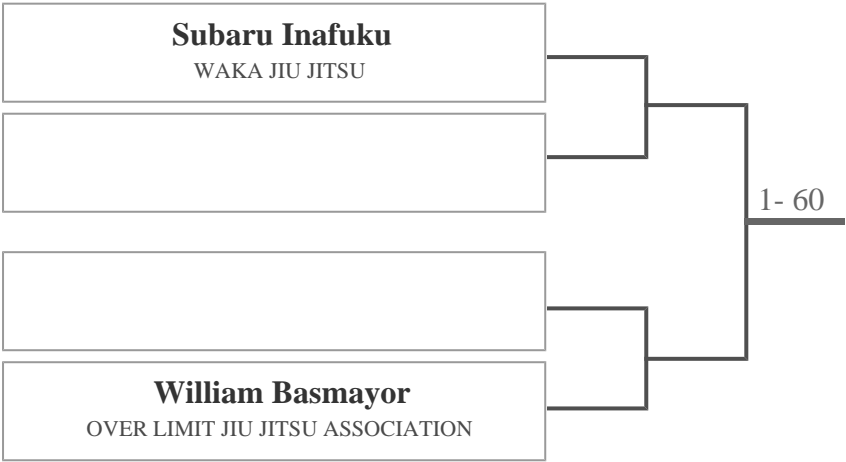 Subaru Inafuku
WAKA JIU JITSU
1- 60
William Basmayor
OVER LIMIT JIU JITSU ASSOCIATION